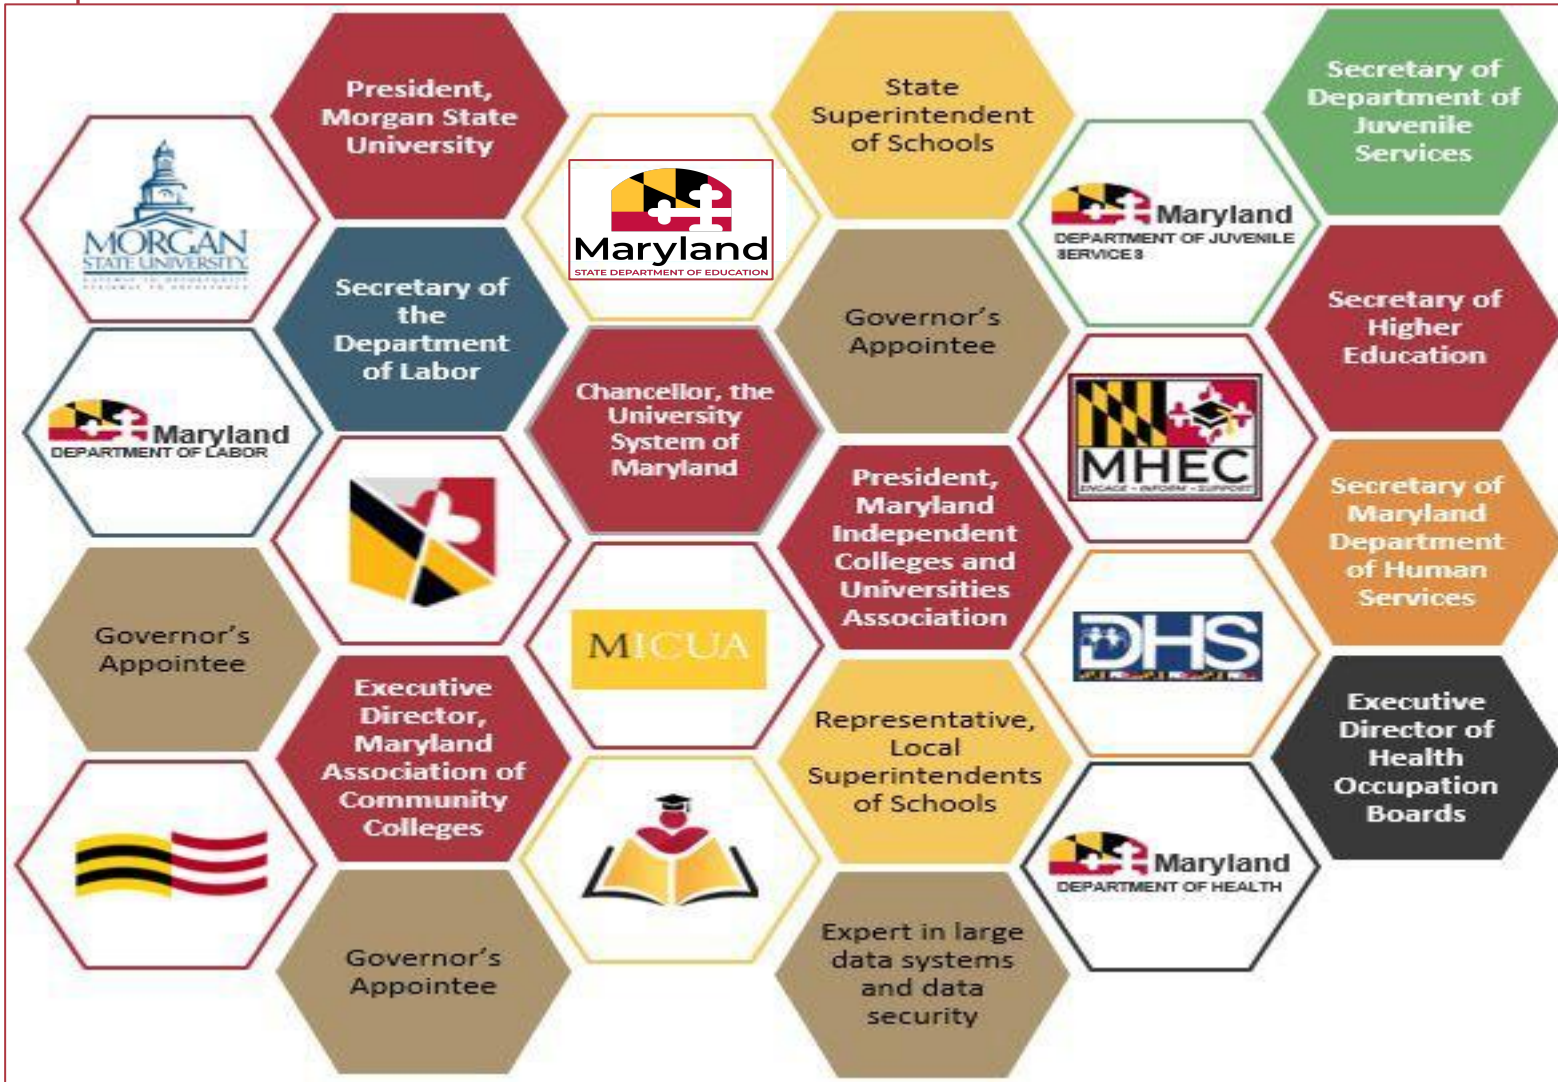 President,
Morgan State
University
State
Superintendent
of Schools
Secretary of
Department of
Juvenile
Services
MORGAN
STATE UNIVERSITY
Maryland
STATE DEPARTMENT OF EDUCATION
Maryland
DEPARTMENT OF JUVENILE
SERVICES
Secretary of
the
Department
of Labor
Governor's
Appointee
Secretary of
Higher
Education
Maryland
DEPARTMENT OF LABOR
Chancellor, the
University
System of
Maryland
MHEC
ENGAGE • INFORM • SUPPORT
President,
Maryland
Independent
Colleges and
Universities
Association
Secretary of
Maryland
Department
of Human
Services
Governor's
Appointee
MICUA
DHS
Executive
Director,
Maryland
Association of
Community
Colleges
Representative,
Local
Superintendents
of Schools
Executive
Director of
Health
Occupation
Boards
Maryland
DEPARTMENT OF HEALTH
Governor's
Appointee
Expert in large
data systems
and data
security